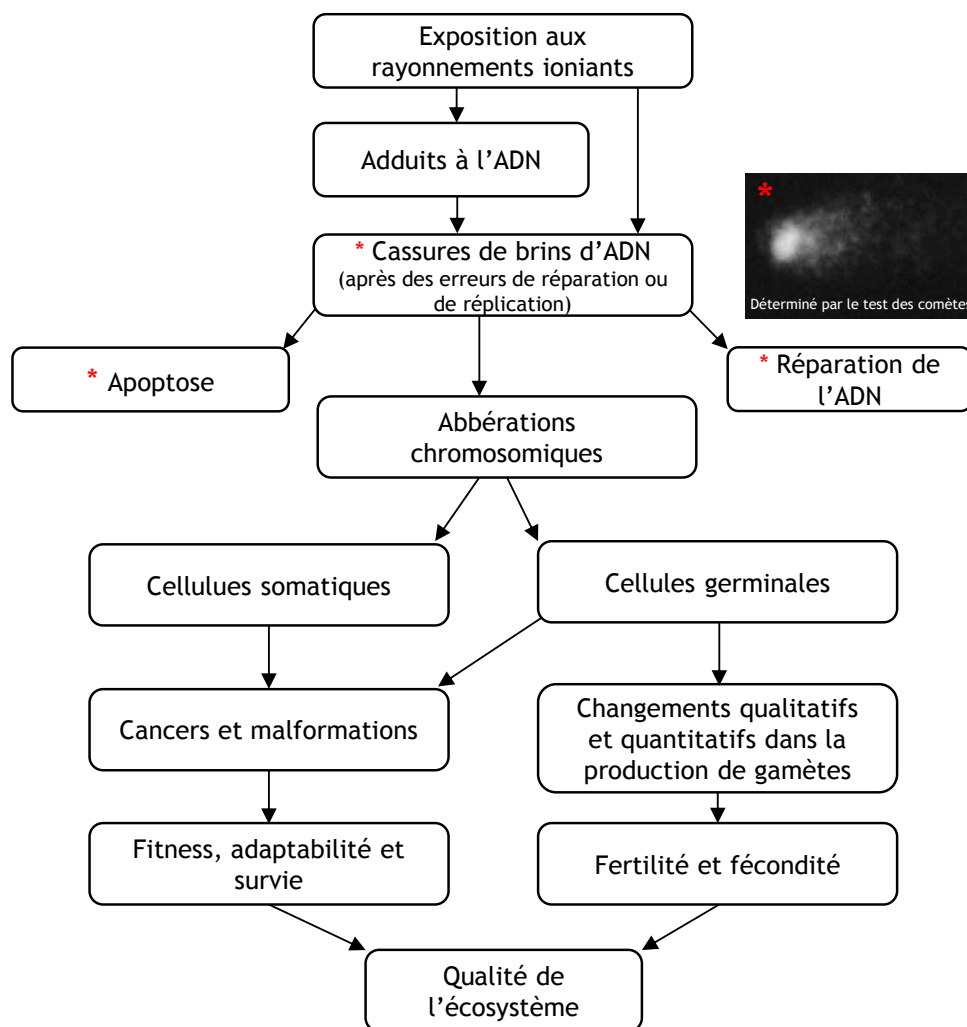 Exposition aux
rayonnements ioniants
Adduits à l’ADN
*
* Cassures de brins d’ADN
(après des erreurs de réparation ou
de réplication)
Déterminé par le test des comètes
* Apoptose
* Réparation de
l’ADN
Abbérations
chromosomiques
Cellulues somatiques
Cellules germinales
Cancers et malformations
Changements qualitatifs
et quantitatifs dans la
production de gamètes
Fitness, adaptabilité et
survie
Fertilité et fécondité
Qualité de
l’écosystème